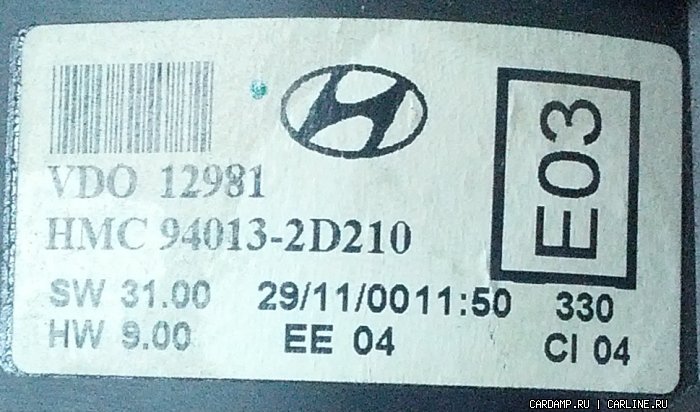 VDO 12981
HMC 94013-2D210
E03
SW 31.00 29/11/0011:50 330
HW 9.00 EE 04 CI 04
CARDAMP.RU | CARLINE.RU